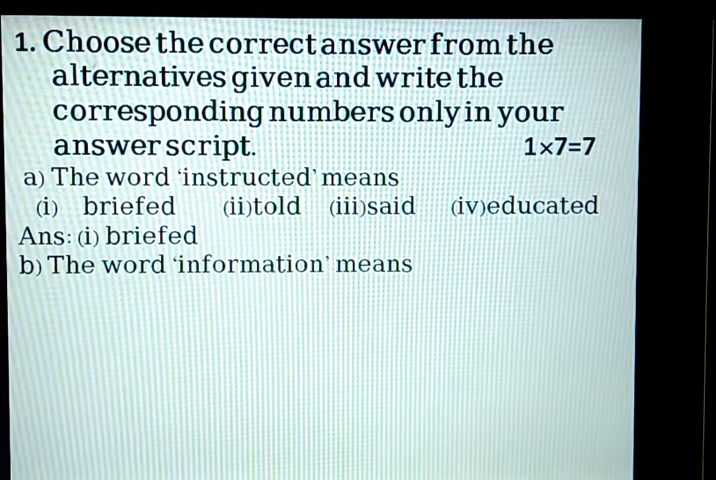 1. Choose the correct answer from the
alternatives given and write the
corresponding numbers only in your
answer script. 1×7=7
a) The word ‘instructed’ means
(i) briefed (ii)told (iii)said (iv)educated
Ans: (i) briefed
b) The word ‘information’ means